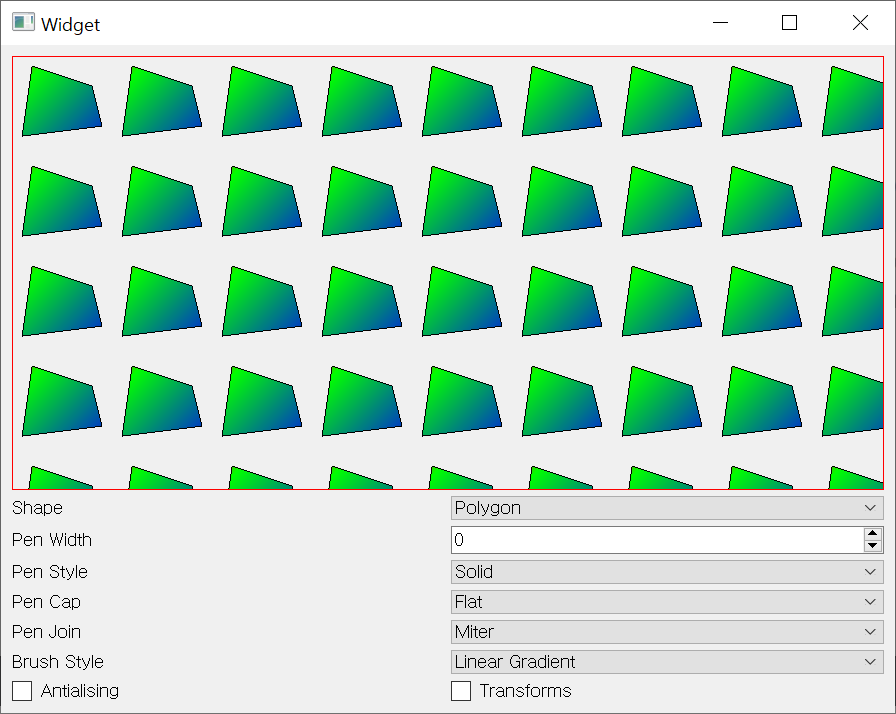 Widget
Shape Polygon
Pen Width 0
Pen Style Solid
Pen Cap Flat
Pen Join Miter
Brush Style Linear Gradient
Antialising Transforms